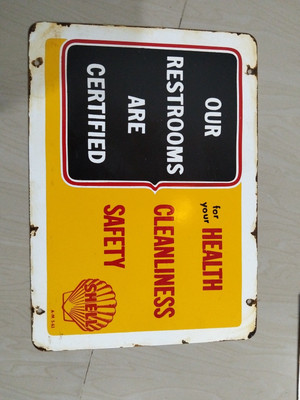 OUR
RESTROOMS
ARE
CERTIFIED
for
your
HEALTH
CLEANLINESS
SAFETY
SHELL